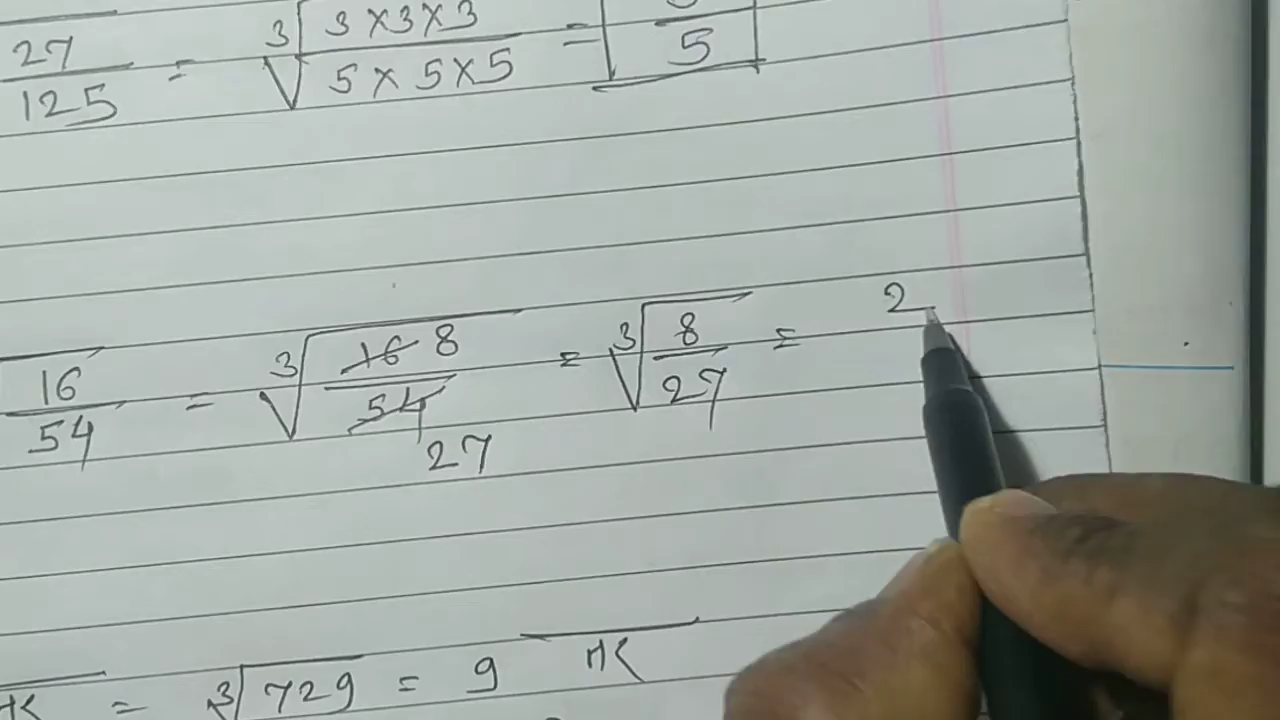 27/125 = ∛(3×3×3 / 5×5×5) = /5
16/54 = ∛(16 8 / 54 27) = ∛(8/27) = 2
= ∛729 = 9